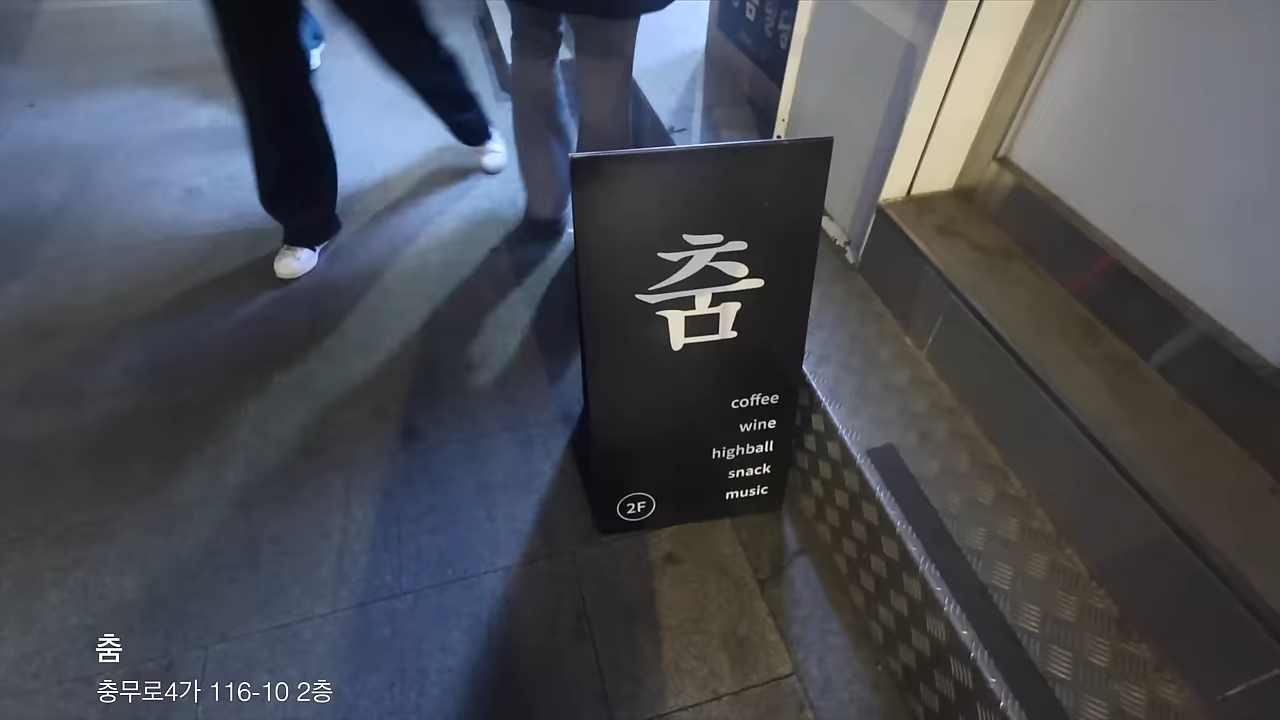 춤
coffee
wine
highball
snack
music
2F
춤
충무로4가 116-10 2층